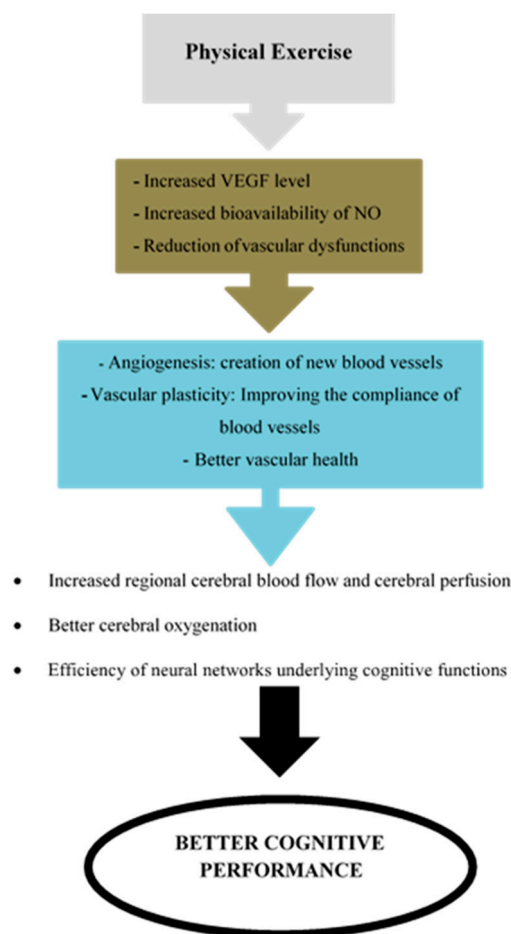 Physical Exercise
- Increased VEGF level
- Increased bioavailability of NO
- Reduction of vascular dysfunctions
- Angiogenesis: creation of new blood vessels
- Vascular plasticity: Improving the compliance of
blood vessels
- Better vascular health
• Increased regional cerebral blood flow and cerebral perfusion
• Better cerebral oxygenation
• Efficiency of neural networks underlying cognitive functions
BETTER COGNITIVE
PERFORMANCE